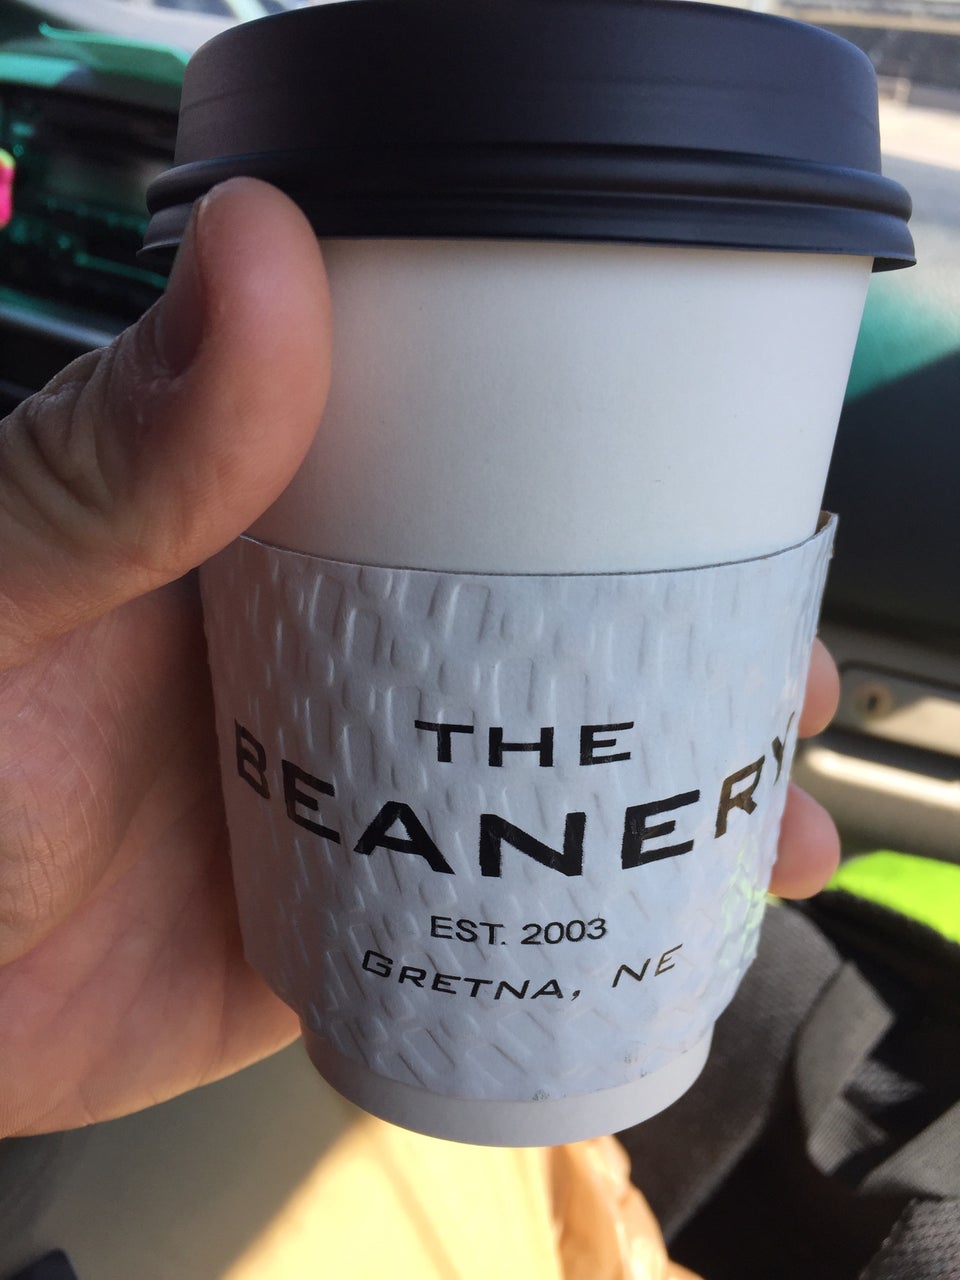 THE
BEANERY
EST. 2003
GRETNA, NE